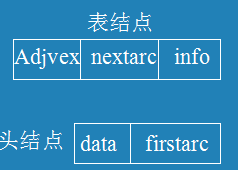 表结点
Adjvex nextarc info
头结点 data firstarc